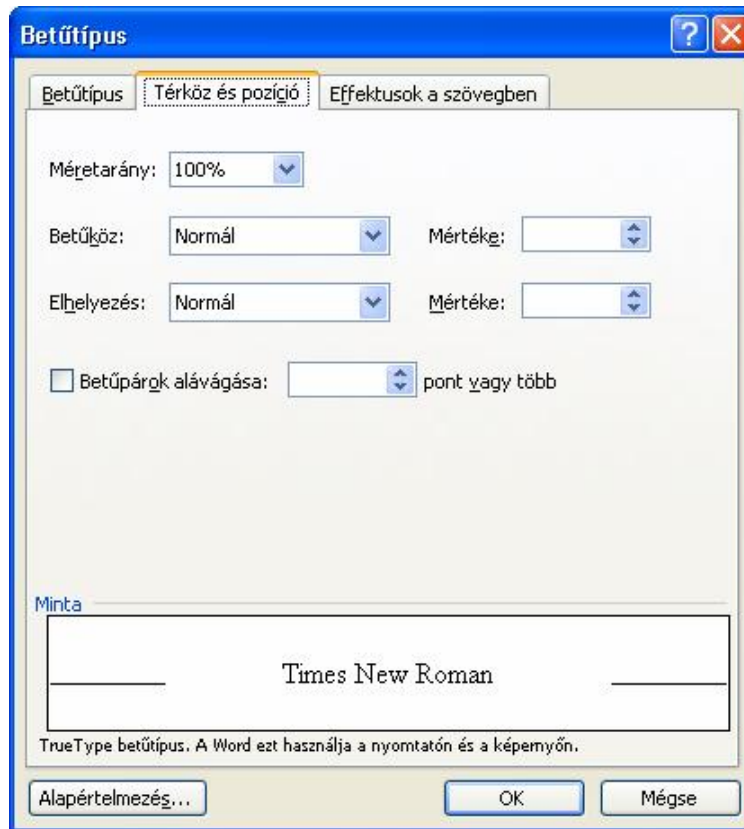 Betűtípus
Betűtípus Térköz és pozíció Effektusok a szövegben
Méretarány: 100%
Betűköz: Normál Mértéke:
Elhelyezés: Normál Mértéke:
Betűpárok alávágása: pont vagy több
Minta
Times New Roman
TrueType betűtípus. A Word ezt használja a nyomtatón és a képernyőn.
Alapértelmezés... OK Mégse